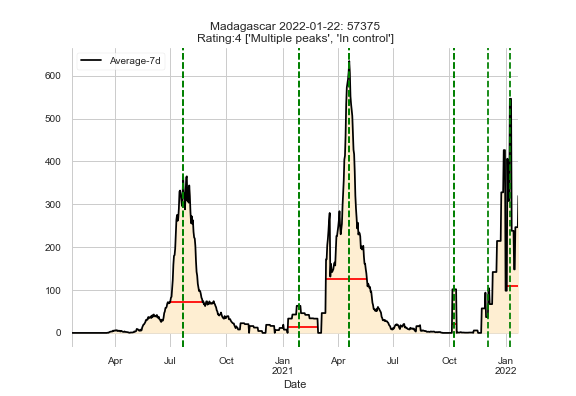 Madagascar 2022-01-22: 57375
Rating:4 ['Multiple peaks', 'In control']
Average-7d
600
500
400
300
200
100
0
Apr Jul Oct Jan Apr Jul Oct Jan
2021 2022
Date